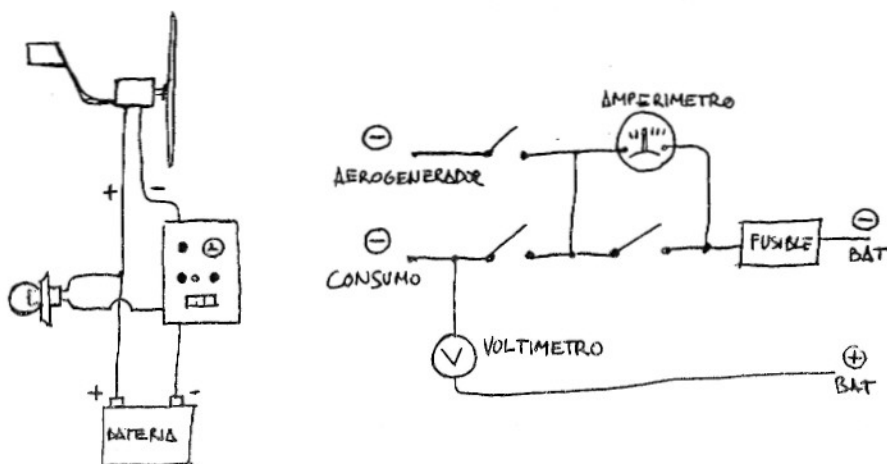 +
-
+
-
BATERIA
AMPERIMETRO
-
AEROGENERADOR
-
CONSUMO
FUSIBLE
-
BAT
V
VOLTIMETRO
+
BAT